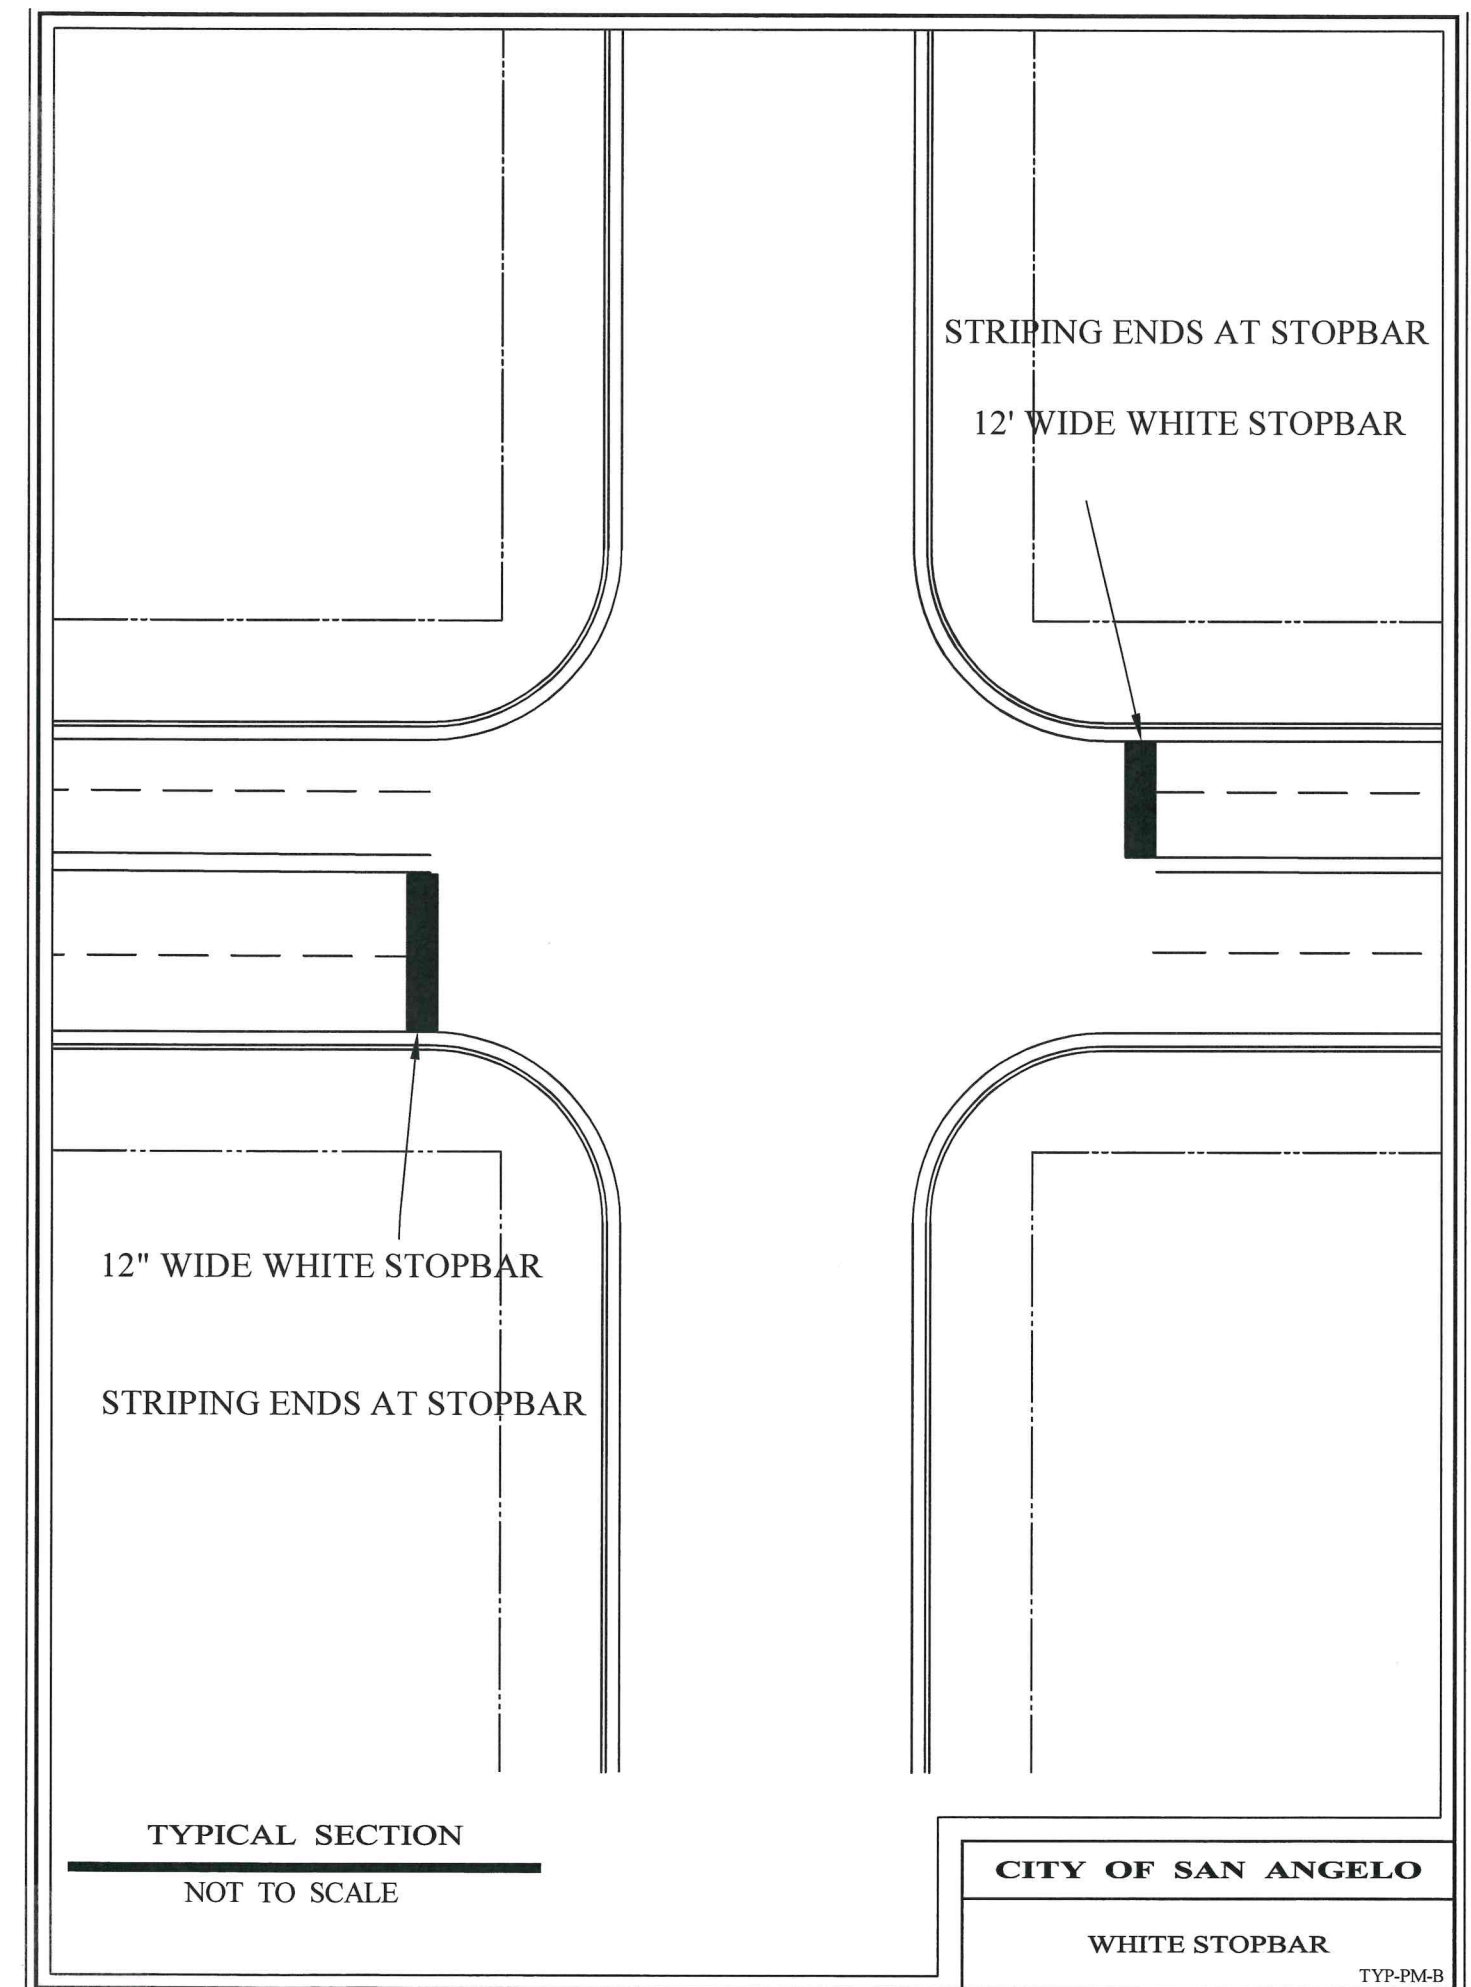 STRIPING ENDS AT STOPBAR
12' WIDE WHITE STOPBAR
12" WIDE WHITE STOPBAR
STRIPING ENDS AT STOPBAR
TYPICAL SECTION
NOT TO SCALE
CITY OF SAN ANGELO
WHITE STOPBAR
TYP-PM-B